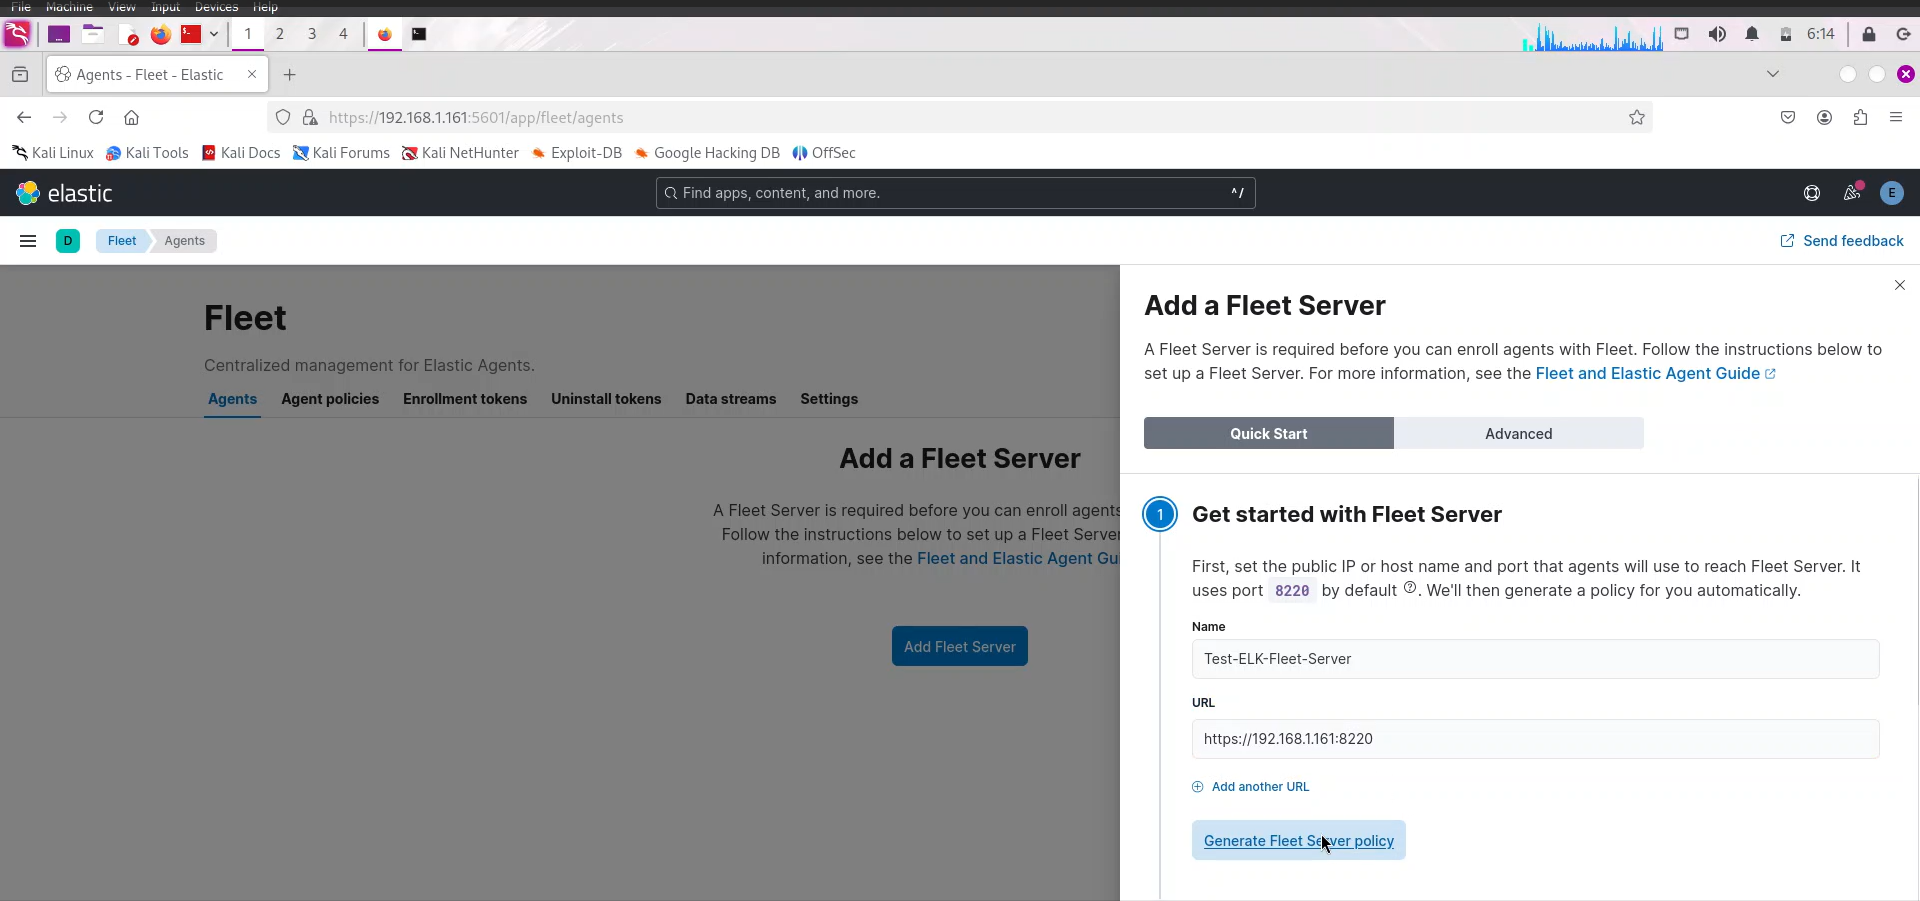 File Machine View Input Devices Help
1 2 3 4 6:14
Agents - Fleet - Elastic
https://192.168.1.161:5601/app/fleet/agents
Kali Linux Kali Tools Kali Docs Kali Forums Kali NetHunter Exploit-DB Google Hacking DB OffSec
elastic Find apps, content, and more. ^/ E
D Fleet Agents Send feedback
Fleet
Centralized management for Elastic Agents.
Agents Agent policies Enrollment tokens Uninstall tokens Data streams Settings
Add a Fleet Server
A Fleet Server is required before you can enroll agents
Follow the instructions below to set up a Fleet Server
information, see the Fleet and Elastic Agent Gu
Add Fleet Server
Add a Fleet Server
A Fleet Server is required before you can enroll agents with Fleet. Follow the instructions below to
set up a Fleet Server. For more information, see the Fleet and Elastic Agent Guide
Quick Start Advanced
1 Get started with Fleet Server
First, set the public IP or host name and port that agents will use to reach Fleet Server. It
uses port 8220 by default ?. We'll then generate a policy for you automatically.
Name
Test-ELK-Fleet-Server
URL
https://192.168.1.161:8220
Add another URL
Generate Fleet Server policy